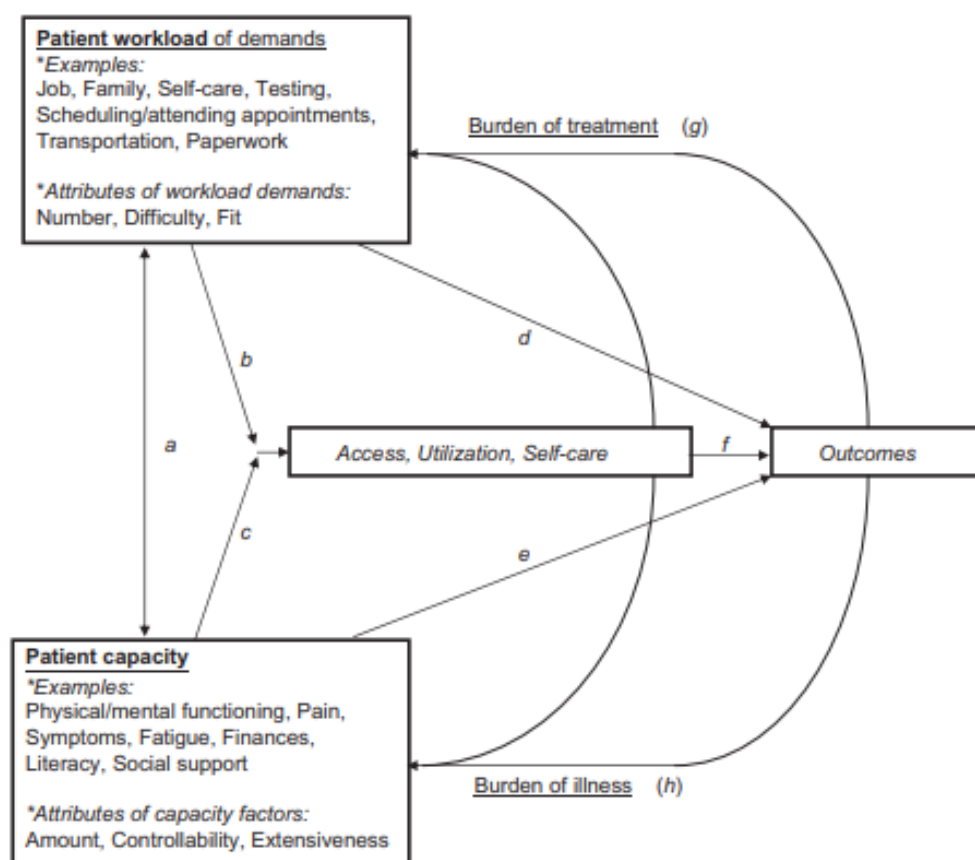 Patient workload of demands
*Examples:
Job, Family, Self-care, Testing,
Scheduling/attending appointments,
Transportation, Paperwork
*Attributes of workload demands:
Number, Difficulty, Fit
Burden of treatment (g)
d
b
a
Access, Utilization, Self-care
f
Outcomes
c
e
Patient capacity
*Examples:
Physical/mental functioning, Pain,
Symptoms, Fatigue, Finances,
Literacy, Social support
*Attributes of capacity factors:
Amount, Controllability, Extensiveness
Burden of illness (h)